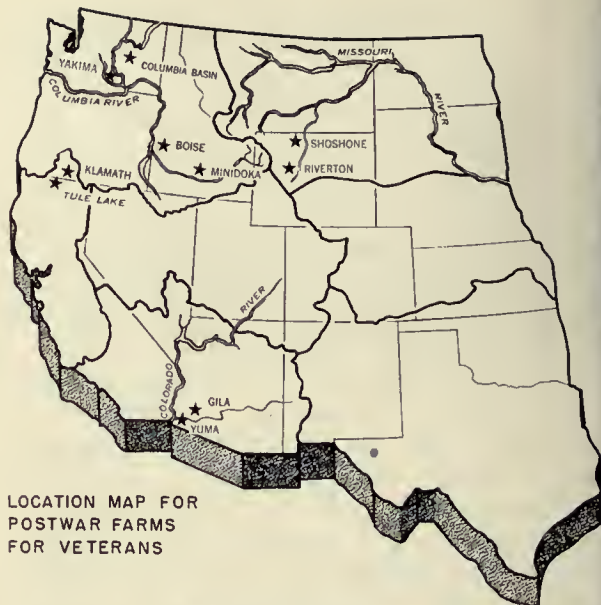 MISSOURI
RIVER
YAKIMA
COLUMBIA BASIN
COLUMBIA RIVER
BOISE
SHOSHONE
KLAMATH
MINIDOKA
RIVERTON
TULE LAKE
RIVER
COLORADO
GILA
YUMA
LOCATION MAP FOR
POSTWAR FARMS
FOR VETERANS